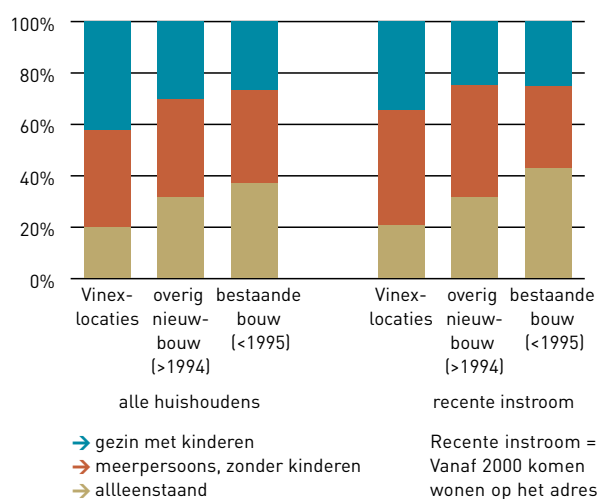 100%
80%
60%
40%
20%
0%
Vinex-
locaties
overig
nieuw-
bouw
(>1994)
bestaande
bouw
(<1995)
Vinex-
locaties
overig
nieuw-
bouw
(>1994)
bestaande
bouw
(<1995)
alle huishoudens
recente instroom
→ gezin met kinderen
→ meerpersoons, zonder kinderen
→ allleenstaand
Recente instroom =
Vanaf 2000 komen
wonen op het adres